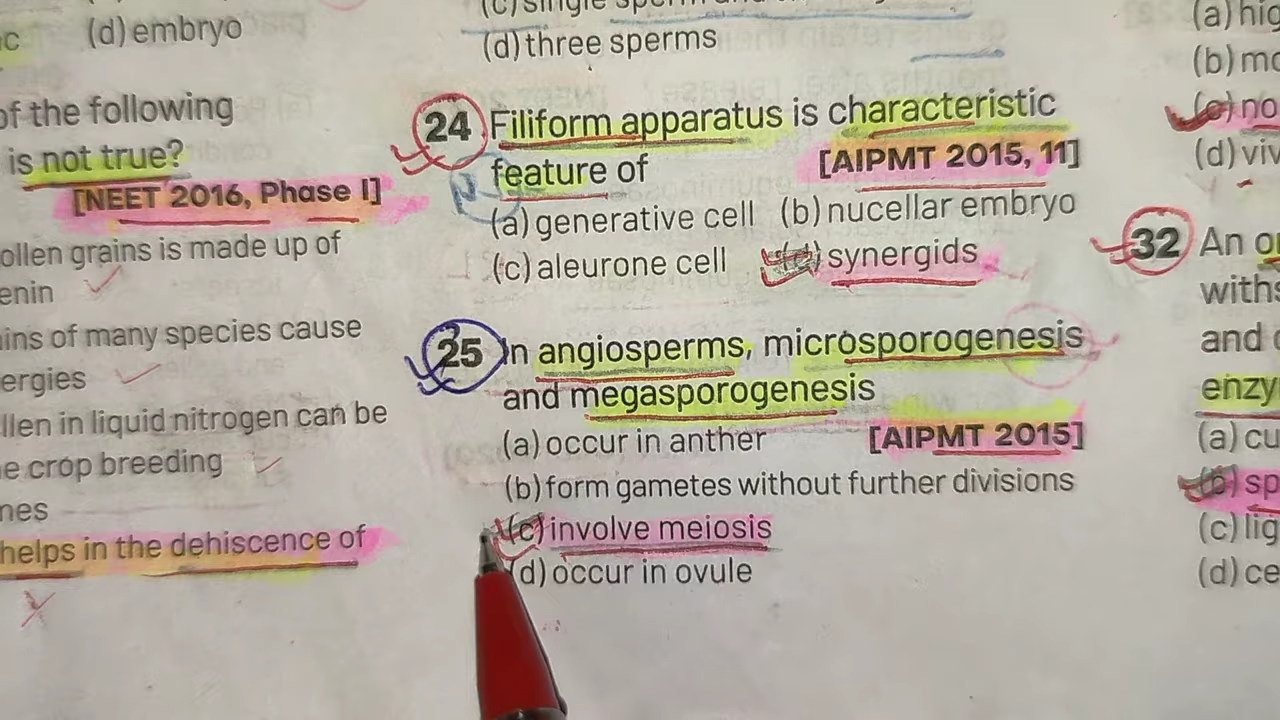 (d) embryo
of the following
is not true?
[NEET 2016, Phase I]
ollen grains is made up of
enin
ins of many species cause
ergies
llen in liquid nitrogen can be
e crop breeding
nes
helps in the dehiscence of
(d) three sperms
24 Filiform apparatus is characteristic
feature of [AIPMT 2015, 11]
(a) generative cell (b) nucellar embryo
(c) aleurone cell (d) synergids
25 In angiosperms, microsporogenesis
and megasporogenesis
(a) occur in anther [AIPMT 2015]
(b) form gametes without further divisions
(c) involve meiosis
(d) occur in ovule
(a) hig
(b) mo
(c) no
(d) viv
32 An
with
and
enzy
(a) cu
(b) sp
(c) lig
(d) ce